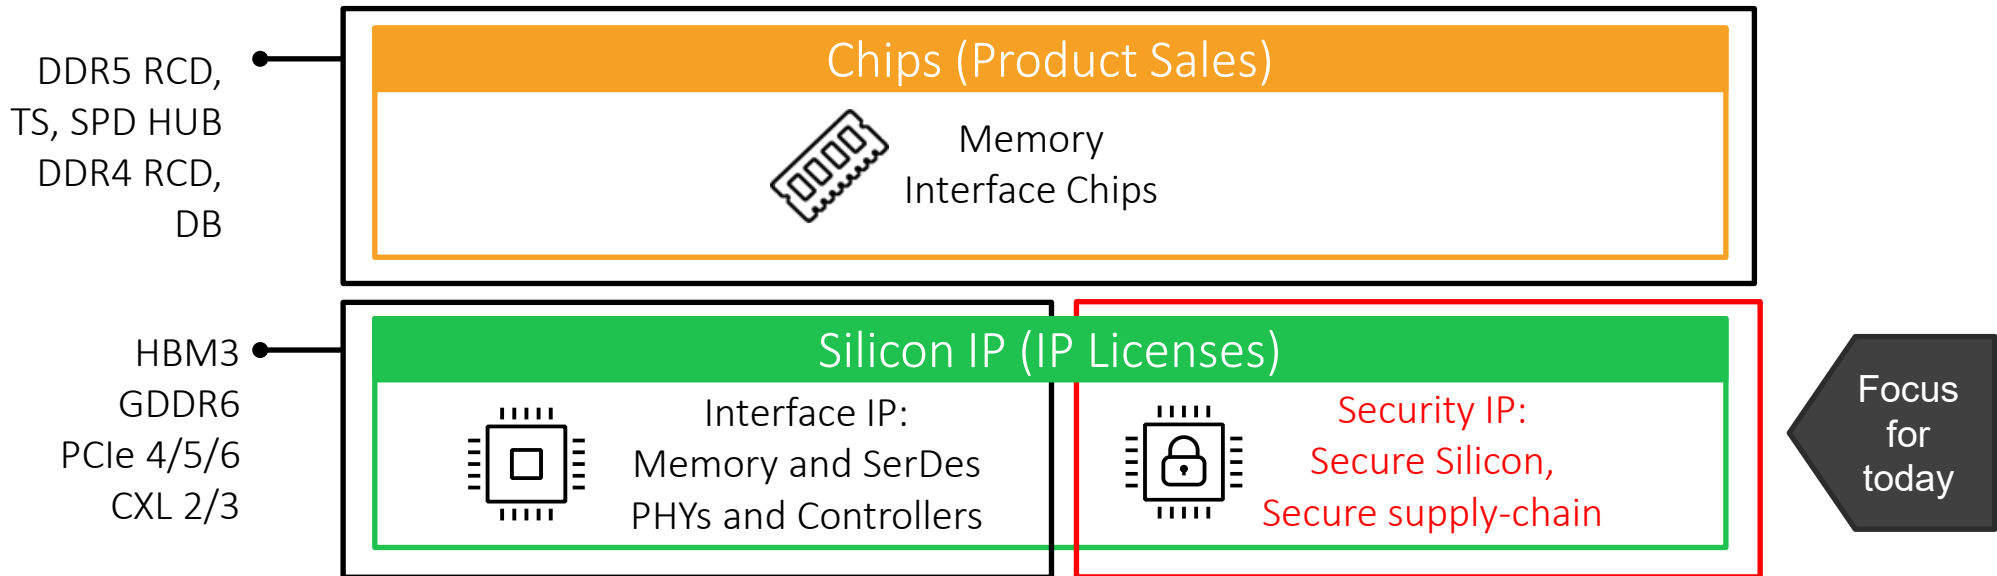 DDR5 RCD,
TS, SPD HUB
DDR4 RCD,
DB
Chips (Product Sales)
Memory
Interface Chips
HBM3
GDDR6
PCIe 4/5/6
CXL 2/3
Silicon IP (IP Licenses)
Interface IP:
Memory and SerDes
PHYs and Controllers
Security IP:
Secure Silicon,
Secure supply-chain
Focus
for
today